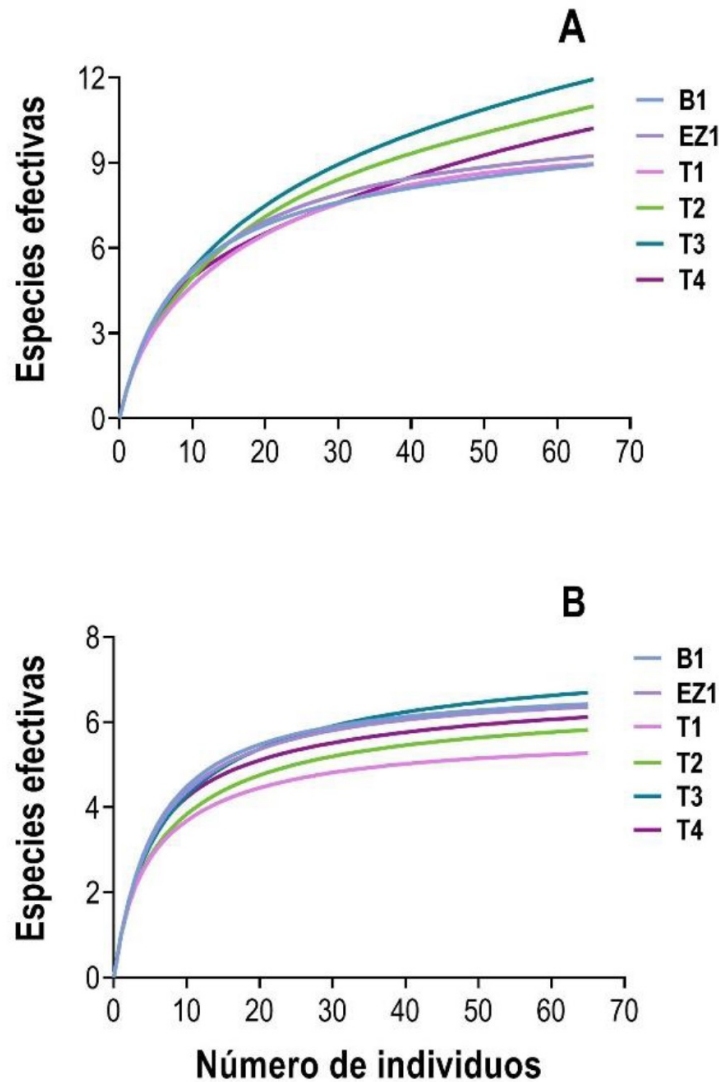 A
Especies efectivas
12
9
6
3
0
0 10 20 30 40 50 60 70
B1
EZ1
T1
T2
T3
T4
B
Especies efectivas
8
6
4
2
0
0 10 20 30 40 50 60 70
B1
EZ1
T1
T2
T3
T4
Número de individuos